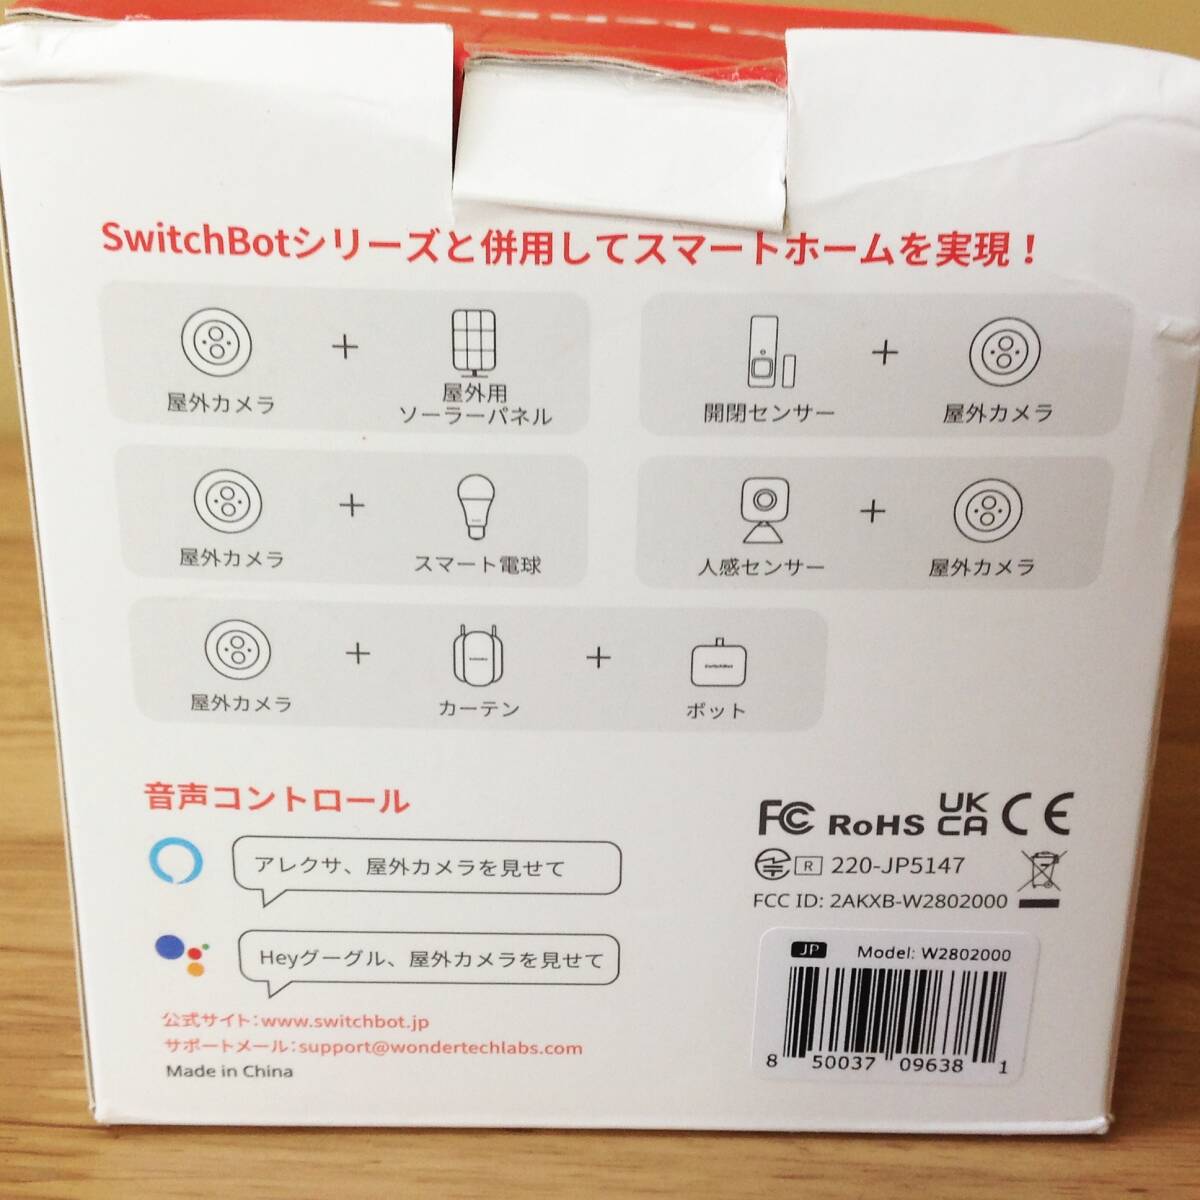 SwitchBotシリーズと併用してスマートホームを実現！
屋外カメラ
+
屋外用
ソーラーパネル
開閉センサー
+
屋外カメラ
屋外カメラ
+
スマート電球
人感センサー
+
屋外カメラ
屋外カメラ
+
カーテン
+
SwitchBot
ボット
音声コントロール
アレクサ、屋外カメラを見せて
Heyグーグル、屋外カメラを見せて
公式サイト：www.switchbot.jp
サポートメール：support@wondertechlabs.com
Made in China
FC RoHS UKCA CE
R 220-JP5147
FCC ID: 2AKXB-W2802000
JP Model: W2802000
8 50037 09638 1